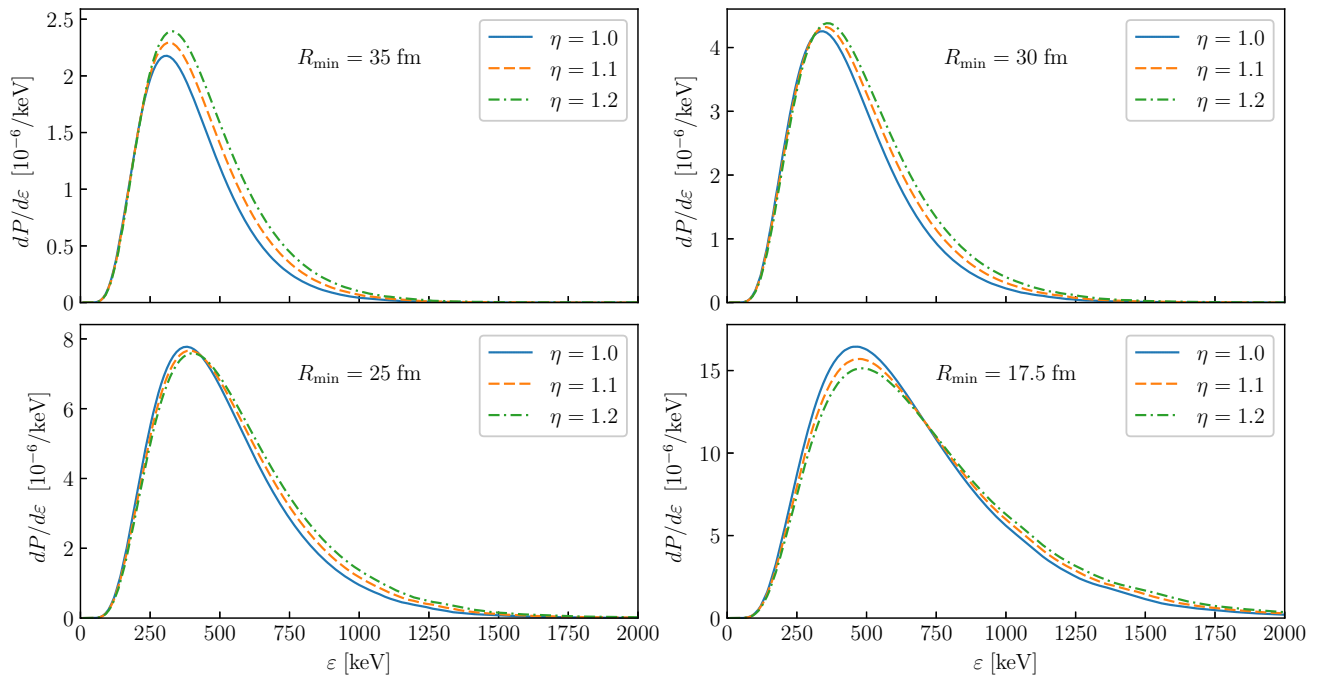 2.5
2
1.5
1
0.5
0
dP/dε [10⁻⁶/keV]
R_min = 35 fm
η = 1.0
η = 1.1
η = 1.2
4
2
0
dP/dε [10⁻⁶/keV]
R_min = 30 fm
η = 1.0
η = 1.1
η = 1.2
8
6
4
2
0
dP/dε [10⁻⁶/keV]
R_min = 25 fm
η = 1.0
η = 1.1
η = 1.2
0 250 500 750 1000 1250 1500 1750 2000
ε [keV]
15
10
5
0
dP/dε [10⁻⁶/keV]
R_min = 17.5 fm
η = 1.0
η = 1.1
η = 1.2
0 250 500 750 1000 1250 1500 1750 2000
ε [keV]